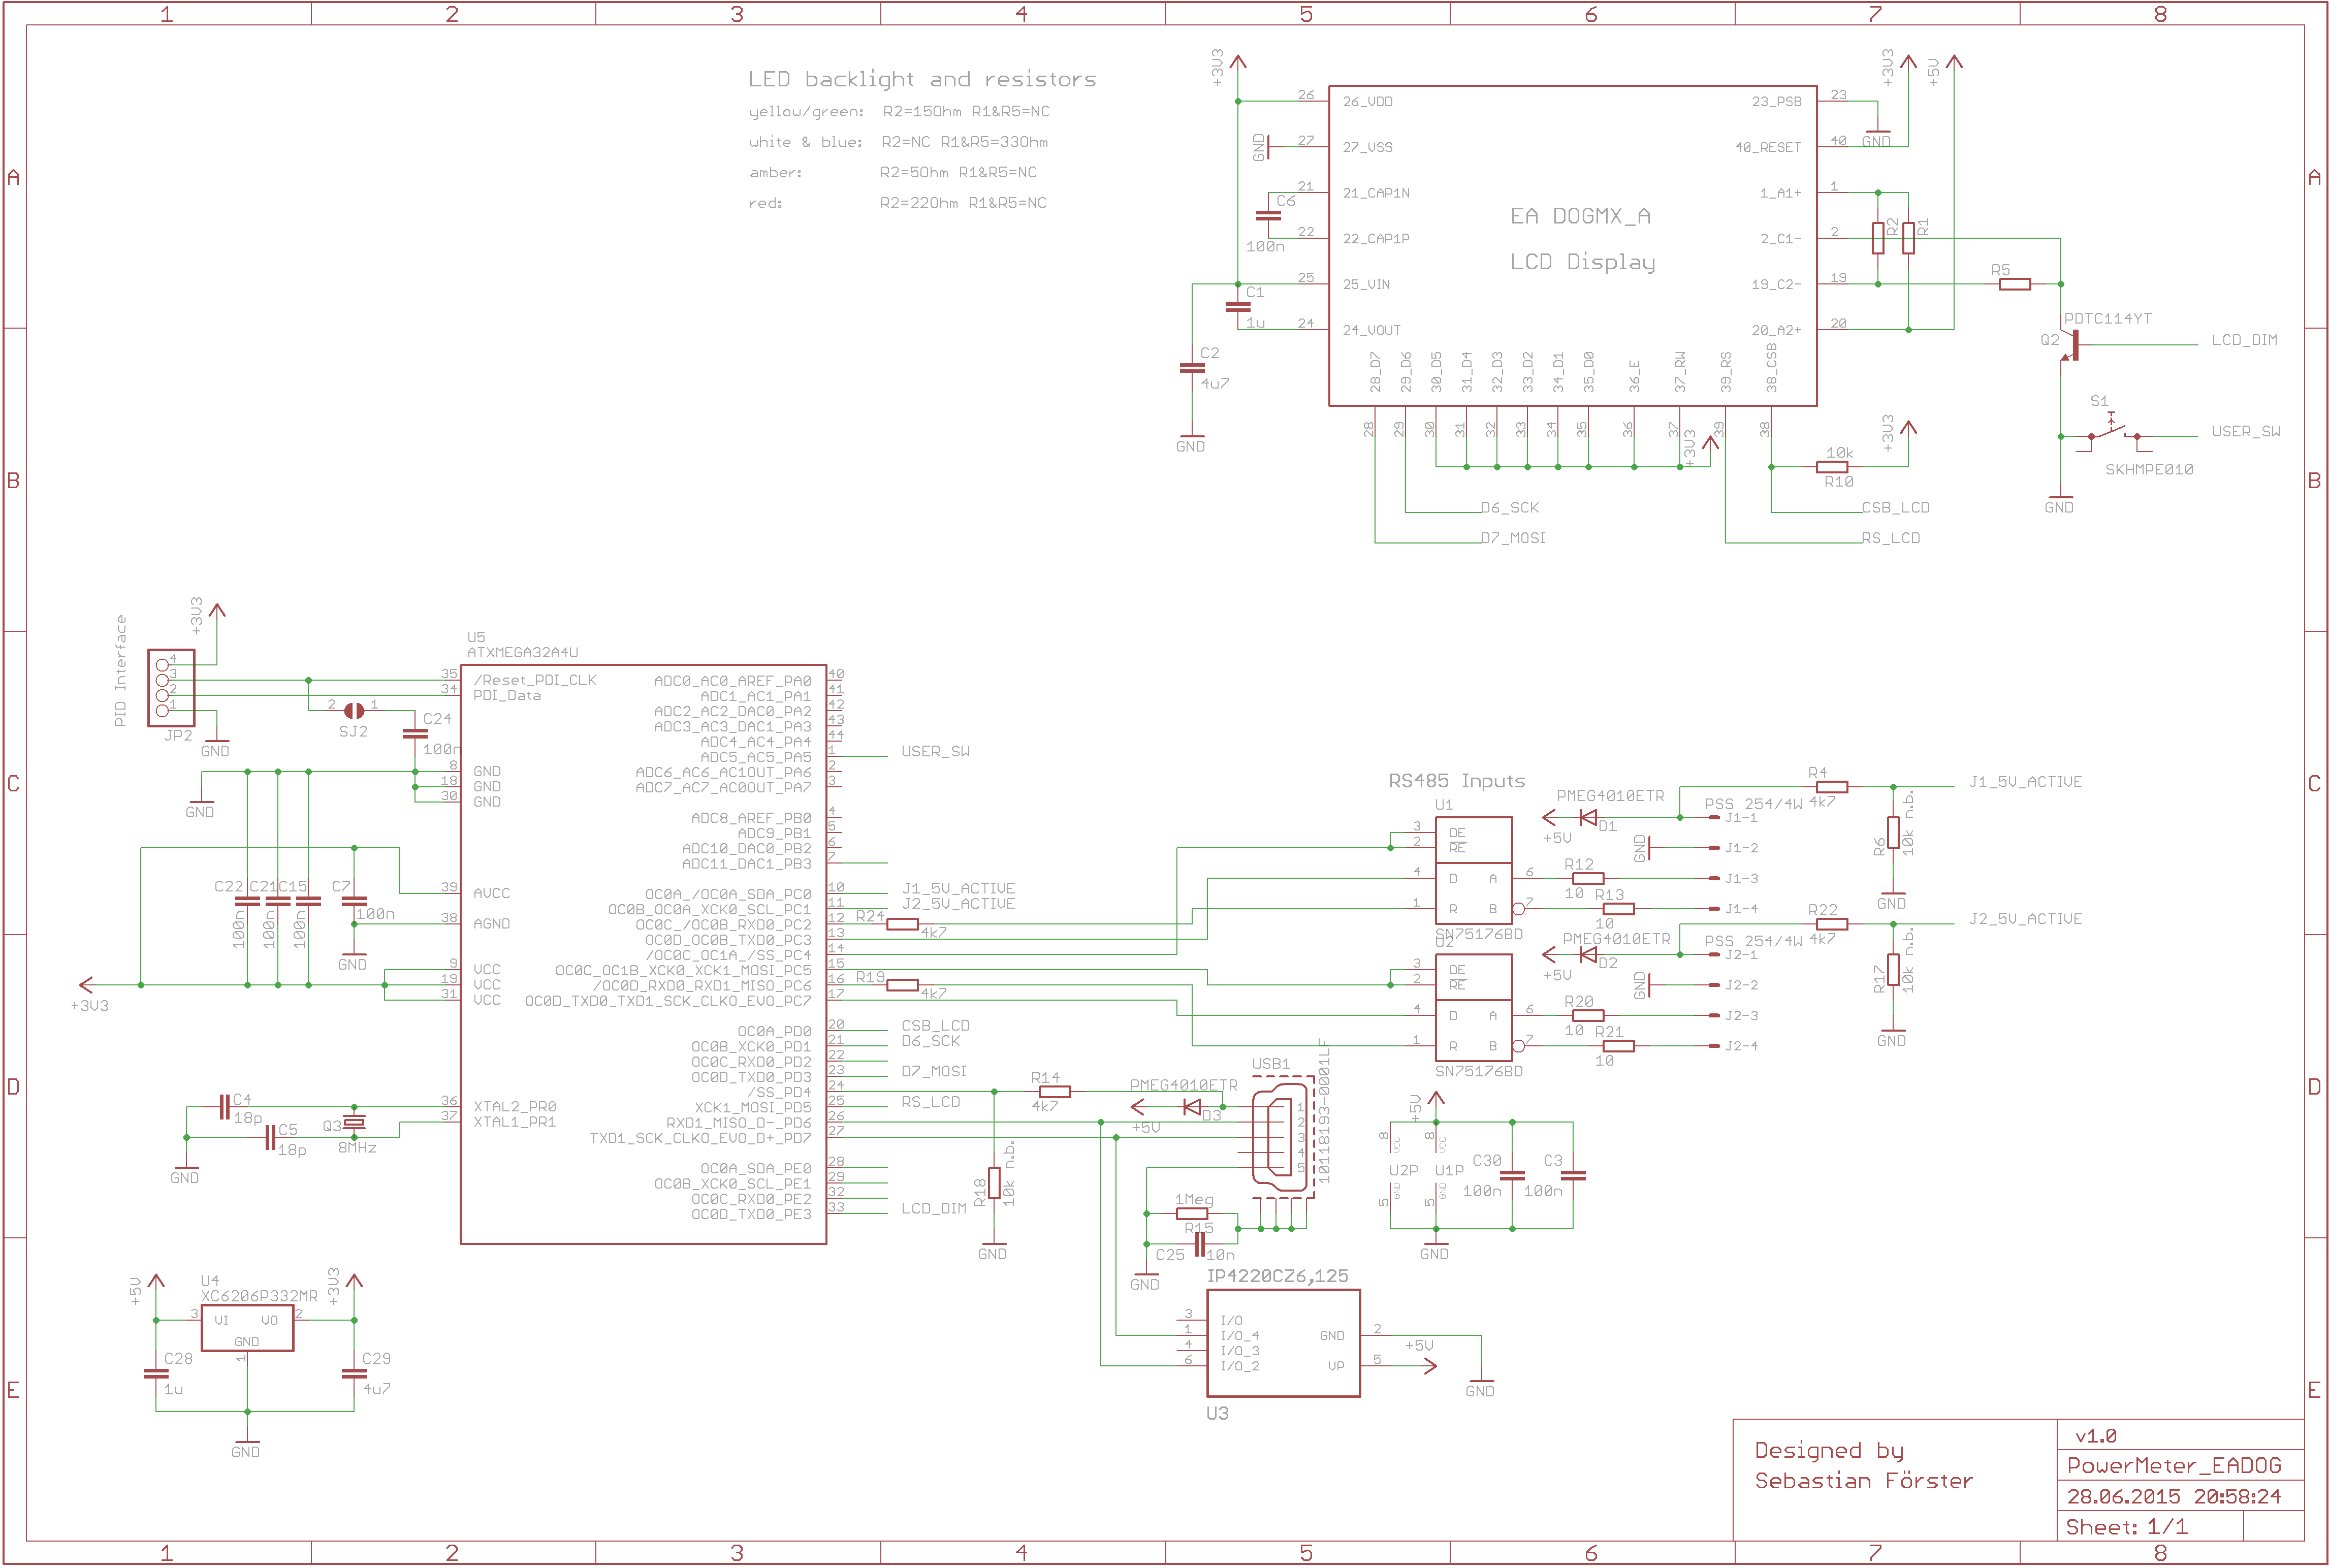 1 2 3 4 5 6 7 8
A
B
C
D
E
LED backlight and resistors
yellow/green: R2=15Ohm R1&R5=NC
white & blue: R2=NC R1&R5=33Ohm
amber: R2=5Ohm R1&R5=NC
red: R2=22Ohm R1&R5=NC
+3V3
GND
C6
100n
C1
1u
C2
4u7
GND
26 26_VDD
27 27_VSS
21 21_CAP1N
22 22_CAP1P
25 25_VIN
24 24_VOUT
EA DOGMX_A
LCD Display
23_PSB 23
40_RESET 40
1_A1+ 1
2_C1- 2
19_C2- 19
20_A2+ 20
28_D7
29_D6
30_D5
31_D4
32_D3
33_D2
34_D1
35_D0
36_E
37_RW
39_RS
38_CSB
28
29
30
31
32
33
34
35
36
37
39
38
GND
+3V3
+5V
R2
R1
R5
PDTC114YT
Q2
LCD_DIM
S1
USER_SW
SKHMPE010
GND
+3V3
10k
R10
+3V3
D6_SCK
D7_MOSI
CSB_LCD
RS_LCD
PID Interface
+3V3
4
3
2
1
JP2
GND
2 1
SJ2
C24
100n
GND
C22
100n
C21
100n
C15
100n
C7
100n
GND
+3V3
C4
18p
C5
18p
Q3
8MHz
GND
U5
ATXMEGA32A4U
35 /Reset_PDI_CLK
34 PDI_Data
8 GND
18 GND
30 GND
39 AVCC
38 AGND
9 VCC
19 VCC
31 VCC
36 XTAL2_PR0
37 XTAL1_PR1
ADC0_AC0_AREF_PA0 40
ADC1_AC1_PA1 41
ADC2_AC2_DAC0_PA2 42
ADC3_AC3_DAC1_PA3 43
ADC4_AC4_PA4 44
ADC5_AC5_PA5 1 USER_SW
ADC6_AC6_AC1OUT_PA6 2
ADC7_AC7_AC0OUT_PA7 3
ADC8_AREF_PB0 4
ADC9_PB1 5
ADC10_DAC0_PB2 6
ADC11_DAC1_PB3 7
OC0A_/OC0A_SDA_PC0 10 J1_5V_ACTIVE
OC0B_OC0A_XCK0_SCL_PC1 11 J2_5V_ACTIVE
OC0C_/OC0B_RXD0_PC2 12 R24 4k7
OC0D_OC0B_TXD0_PC3 13
/OC0C_OC1A_/SS_PC4 14
OC0C_OC1B_XCK0_XCK1_MOSI_PC5 15
/OC0D_RXD0_RXD1_MISO_PC6 16 R19 4k7
OC0D_TXD0_TXD1_SCK_CLKO_EVO_PC7 17
OC0A_PD0 20 CSB_LCD
OC0B_XCK0_PD1 21 D6_SCK
OC0C_RXD0_PD2 22
OC0D_TXD0_PD3 23 D7_MOSI
/SS_PD4 24
XCK1_MOSI_PD5 25 RS_LCD
RXD1_MISO_D-_PD6 26
TXD1_SCK_CLKO_EVO_D+_PD7 27
OC0A_SDA_PE0 28
OC0B_XCK0_SCL_PE1 29
OC0C_RXD0_PE2 32
OC0D_TXD0_PE3 33 LCD_DIM
RS485 Inputs
U1
3 DE
2 RE
4 D A 6
1 R B 7
SN75176BD
PMEG4010ETR
+5V
D1
GND
R12
10
R13
10
PSS 254/4W
J1-1
J1-2
J1-3
J1-4
R4
4k7
J1_5V_ACTIVE
R6
10k n.b.
GND
U2
3 DE
2 RE
4 D A 6
1 R B 7
SN75176BD
PMEG4010ETR
+5V
D2
GND
R20
10
R21
10
PSS 254/4W
J2-1
J2-2
J2-3
J2-4
R22
4k7
J2_5V_ACTIVE
R17
10k n.b.
GND
R14
4k7
R18
10k n.b.
GND
PMEG4010ETR
+5V
D3
USB1
1
2
3
4
5
10118193-0001LF
1Meg
R15
C25
10n
GND
+5V
8 VCC
8 VCC
U2P
U1P
5 GND
5 GND
C30
100n
C3
100n
GND
IP4220CZ6,125
3 I/O
1 I/O_4
4 I/O_3
6 I/O_2
GND 2
VP 5
U3
+5V
GND
+5V
U4
XC6206P332MR
3 VI VO 2
GND
1
+3V3
C28
1u
C29
4u7
GND
Designed by
Sebastian Förster
v1.0
PowerMeter_EADOG
28.06.2015 20:58:24
Sheet: 1/1
1 2 3 4 5 6 7 8
A
B
C
D
E